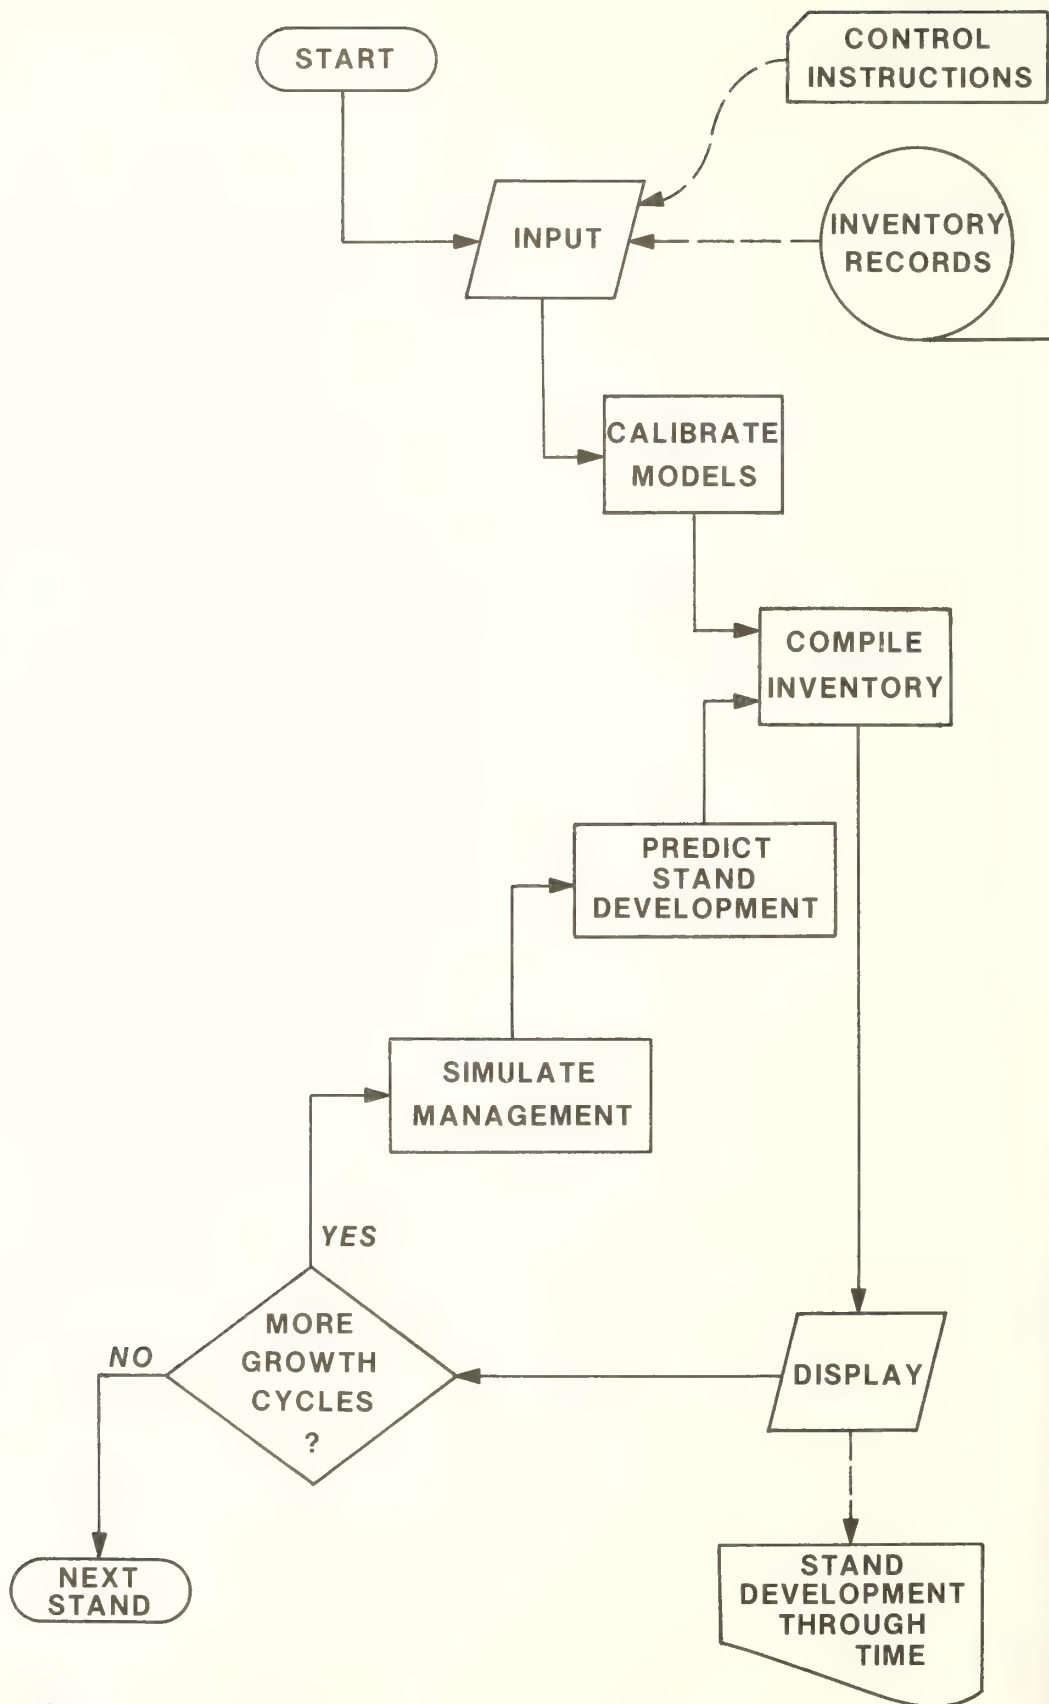 START
CONTROL
INSTRUCTIONS
INPUT
INVENTORY
RECORDS
CALIBRATE
MODELS
COMPILE
INVENTORY
PREDICT
STAND
DEVELOPMENT
SIMULATE
MANAGEMENT
YES
MORE
GROWTH
CYCLES
?
NO
DISPLAY
NEXT
STAND
STAND
DEVELOPMENT
THROUGH
TIME